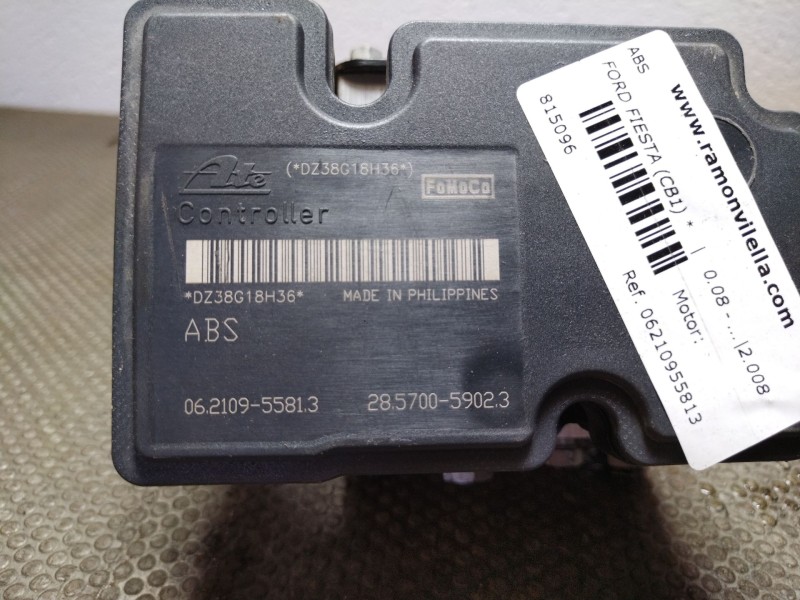 Ate (*DZ38G18H36*)
FoMoCo
Controller
*DZ38G18H36* MADE IN PHILIPPINES
ABS
06.2109-5581.3 28.5700-5902.3
www.ramonvilella.com
ABS
FORD FIESTA (CB1) * | 0.08 - ... |2.008
Motor: -
815096 Ref. 06210955813